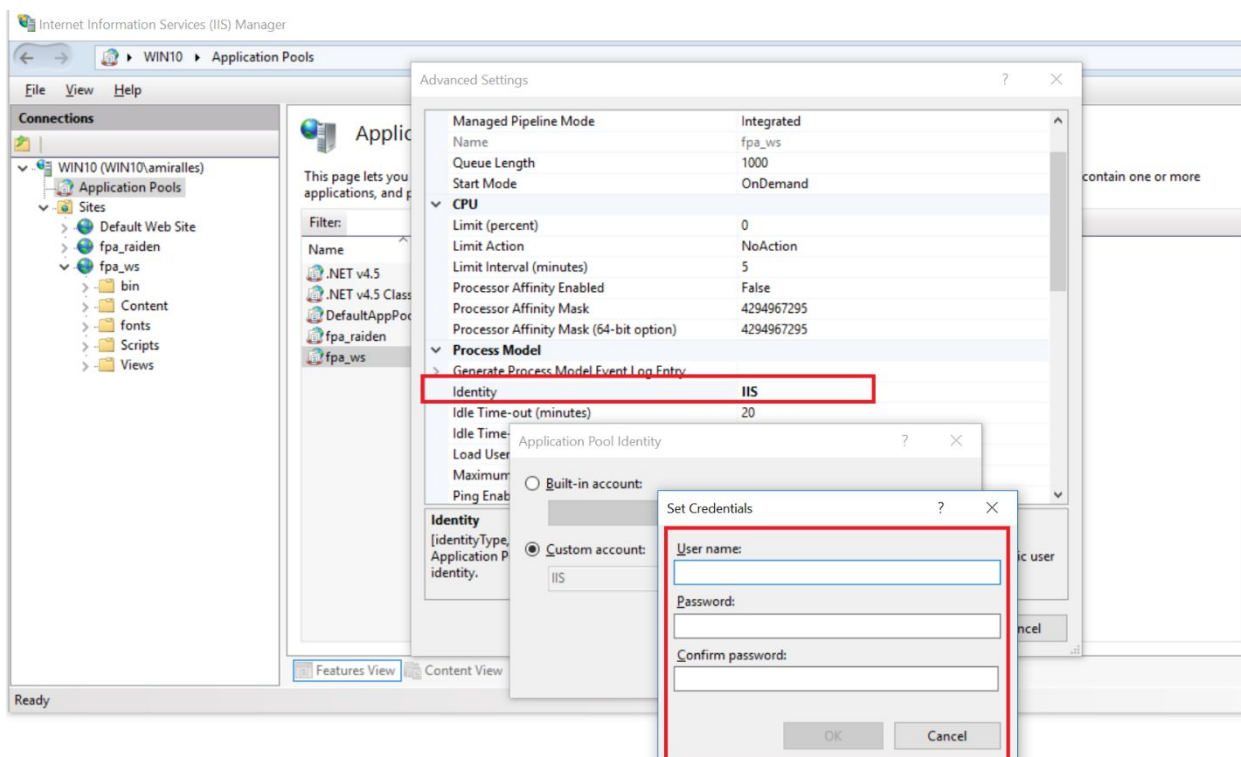 Internet Information Services (IIS) Manager
WIN10 Application Pools
File View Help
Connections
WIN10 (WIN10\amiralles)
Application Pools
Sites
Default Web Site
fpa_raiden
fpa_ws
bin
Content
fonts
Scripts
Views
Applic
This page lets you
applications, and p
contain one or more
Filter:
Name
.NET v4.5
.NET v4.5 Class
DefaultAppPoo
fpa_raiden
fpa_ws
Features View Content View
Ready
Advanced Settings ?
Managed Pipeline Mode Integrated
Name fpa_ws
Queue Length 1000
Start Mode OnDemand
CPU
Limit (percent) 0
Limit Action NoAction
Limit Interval (minutes) 5
Processor Affinity Enabled False
Processor Affinity Mask 4294967295
Processor Affinity Mask (64-bit option) 4294967295
Process Model
Generate Process Model Event Log Entry
Identity IIS
Idle Time-out (minutes) 20
Idle Time-
Load User
Maximum
Ping Enab
Identity
[identityType,
Application P
identity.
ic user
ncel
Application Pool Identity ?
Built-in account:
Custom account:
IIS
Set Credentials ?
User name:
Password:
Confirm password:
OK Cancel